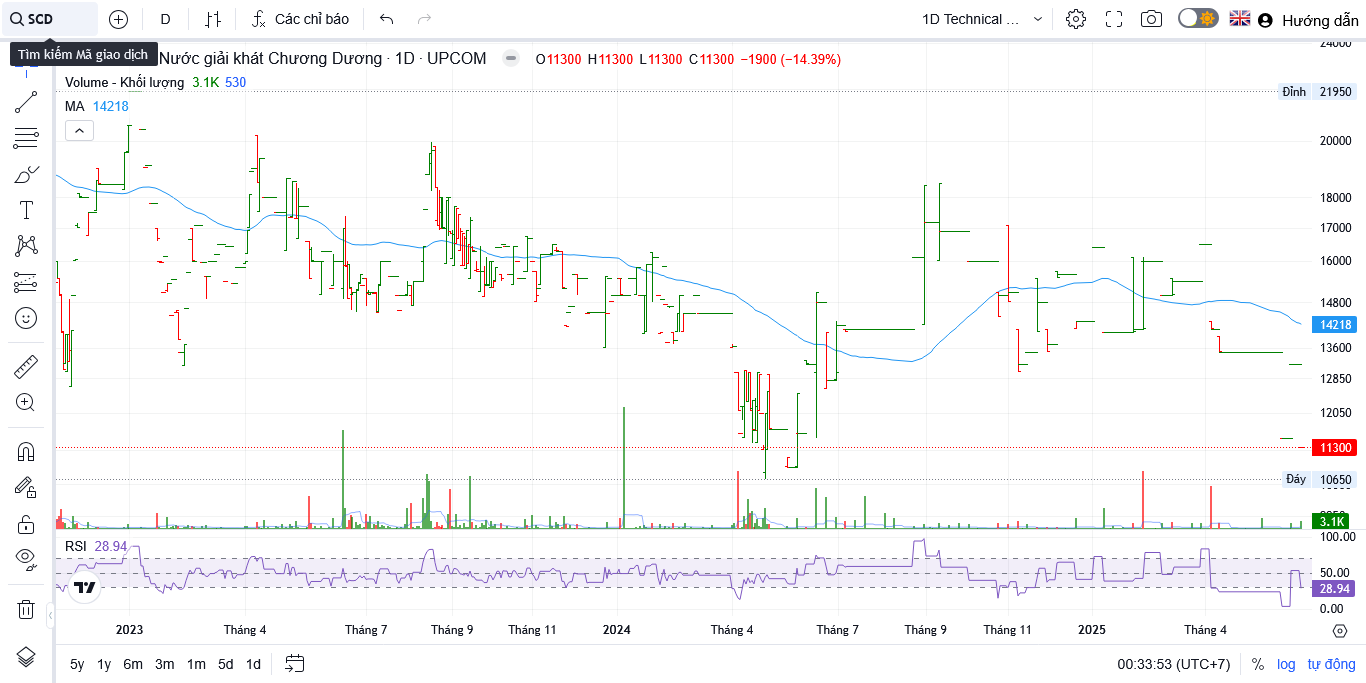 SCD
D
Các chỉ báo
1D Technical ...
Hướng dẫn
Tìm kiếm Mã giao dịch
Nước giải khát Chương Dương · 1D · UPCOM
O11300 H11300 L11300 C11300 −1900 (−14.39%)
Volume - Khối lượng 3.1K 530
MA 14218
24000
Đỉnh 21950
20000
18000
17000
16000
14800
14218
13600
12850
12050
11300
Đáy 10650
3.1K
RSI 28.94
100.00
50.00
28.94
0.00
2023 Tháng 4 Tháng 7 Tháng 9 Tháng 11 2024 Tháng 4 Tháng 7 Tháng 9 Tháng 11 2025 Tháng 4
5y 1y 6m 3m 1m 5d 1d
00:33:53 (UTC+7) % log tự động